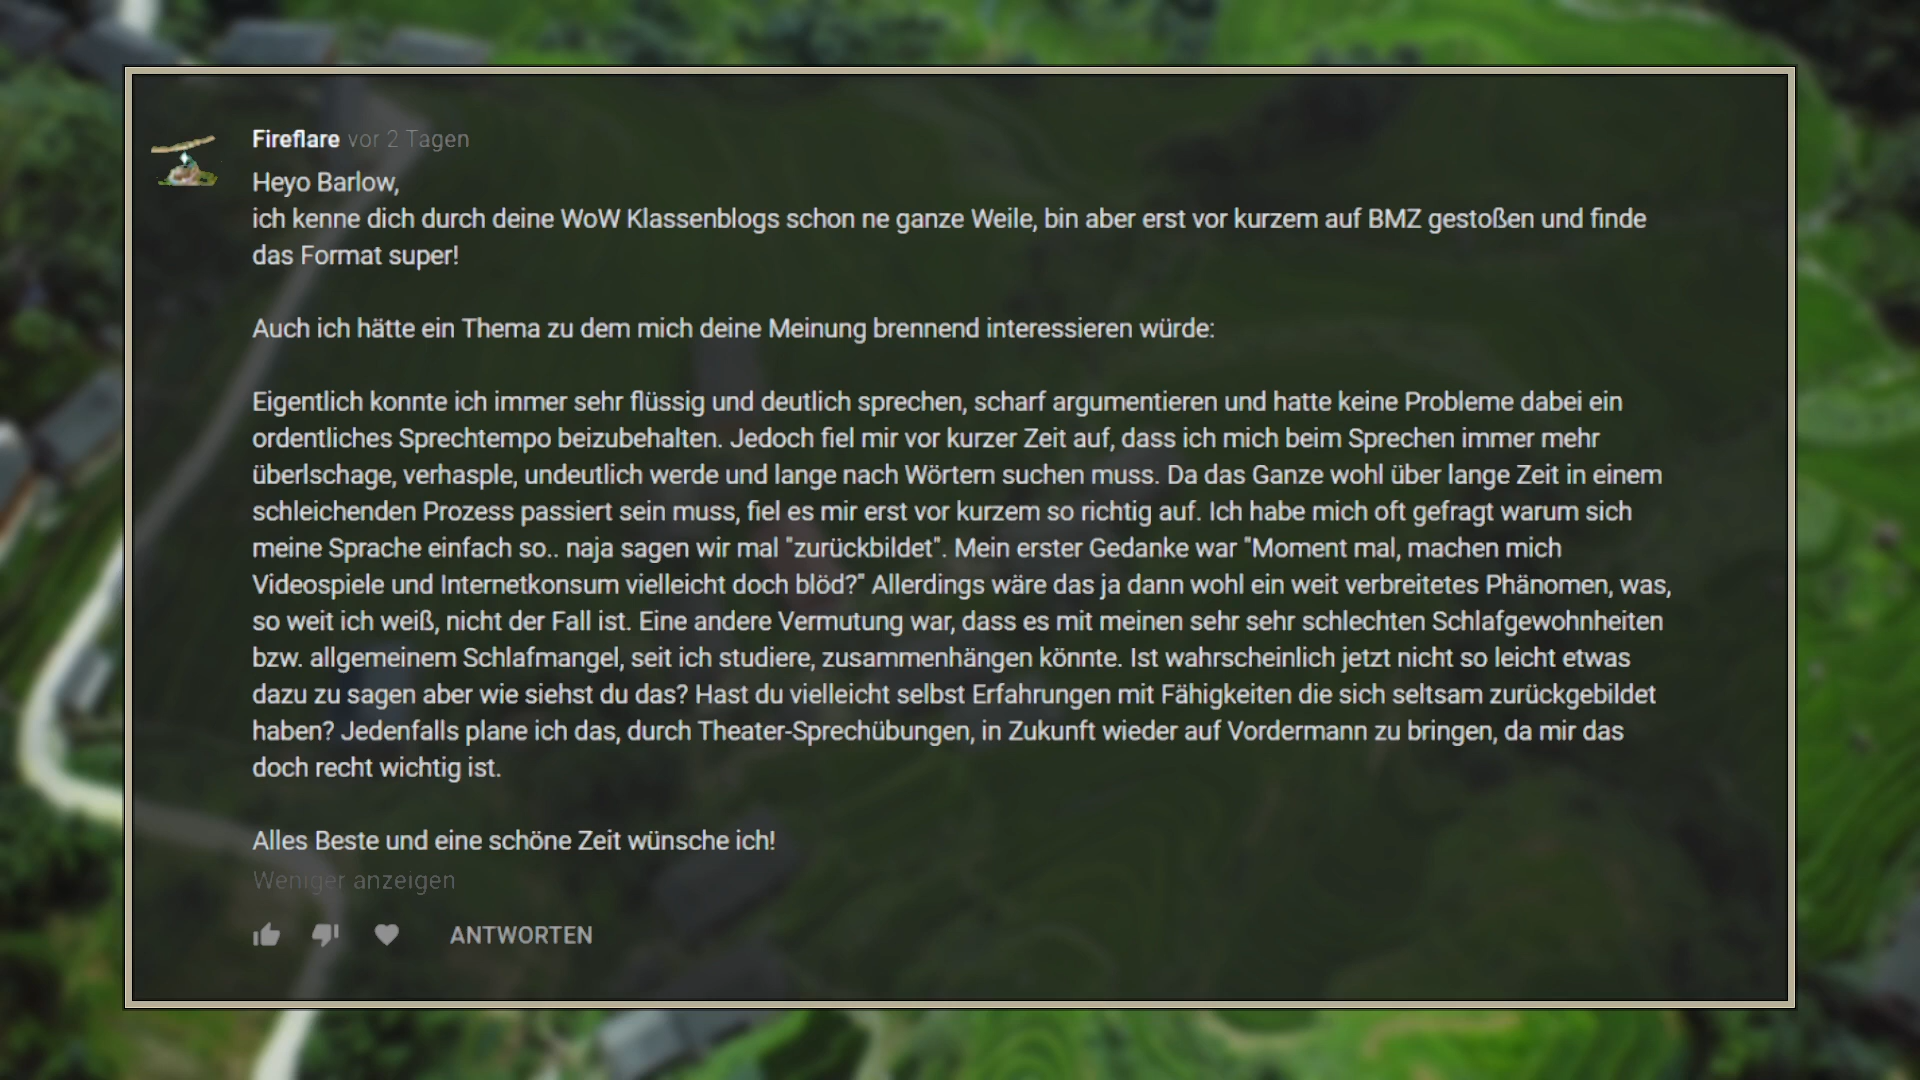 Fireflare vor 2 Tagen
Heyo Barlow,
ich kenne dich durch deine WoW Klassenblogs schon ne ganze Weile, bin aber erst vor kurzem auf BMZ gestoßen und finde
das Format super!
Auch ich hätte ein Thema zu dem mich deine Meinung brennend interessieren würde:
Eigentlich konnte ich immer sehr flüssig und deutlich sprechen, scharf argumentieren und hatte keine Probleme dabei ein
ordentliches Sprechtempo beizubehalten. Jedoch fiel mir vor kurzer Zeit auf, dass ich mich beim Sprechen immer mehr
überlschage, verhasple, undeutlich werde und lange nach Wörtern suchen muss. Da das Ganze wohl über lange Zeit in einem
schleichenden Prozess passiert sein muss, fiel es mir erst vor kurzem so richtig auf. Ich habe mich oft gefragt warum sich
meine Sprache einfach so.. naja sagen wir mal "zurückbildet". Mein erster Gedanke war "Moment mal, machen mich
Videospiele und Internetkonsum vielleicht doch blöd?" Allerdings wäre das ja dann wohl ein weit verbreitetes Phänomen, was,
so weit ich weiß, nicht der Fall ist. Eine andere Vermutung war, dass es mit meinen sehr sehr schlechten Schlafgewohnheiten
bzw. allgemeinem Schlafmangel, seit ich studiere, zusammenhängen könnte. Ist wahrscheinlich jetzt nicht so leicht etwas
dazu zu sagen aber wie siehst du das? Hast du vielleicht selbst Erfahrungen mit Fähigkeiten die sich seltsam zurückgebildet
haben? Jedenfalls plane ich das, durch Theater-Sprechübungen, in Zukunft wieder auf Vordermann zu bringen, da mir das
doch recht wichtig ist.
Alles Beste und eine schöne Zeit wünsche ich!
Weniger anzeigen
ANTWORTEN